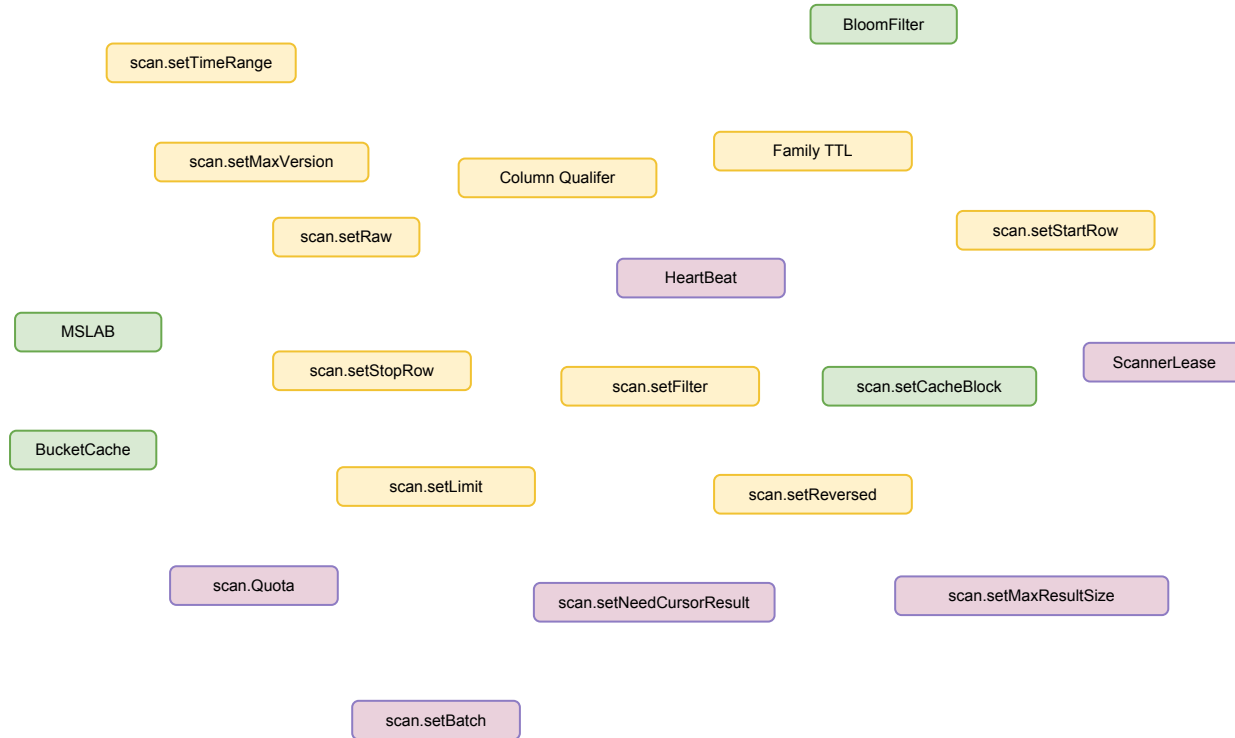 BloomFilter
scan.setTimeRange
Family TTL
scan.setMaxVersion
Column Qualifer
scan.setStartRow
scan.setRaw
HeartBeat
MSLAB
ScannerLease
scan.setStopRow
scan.setFilter
scan.setCacheBlock
BucketCache
scan.setLimit
scan.setReversed
scan.Quota
scan.setNeedCursorResult
scan.setMaxResultSize
scan.setBatch